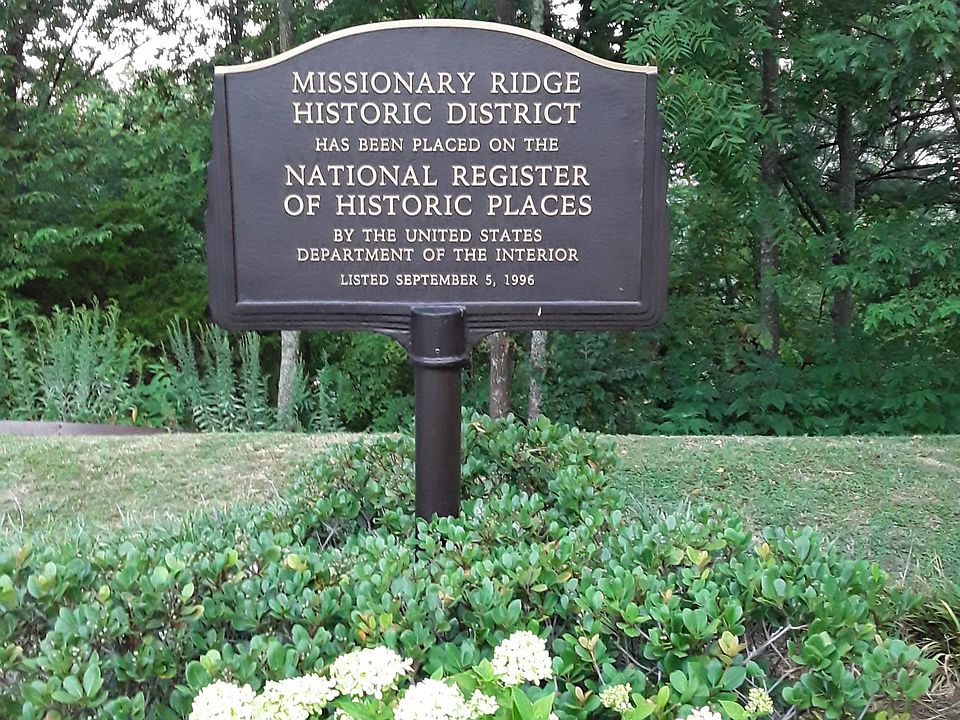 MISSIONARY RIDGE
HISTORIC DISTRICT
HAS BEEN PLACED ON THE
NATIONAL REGISTER
OF HISTORIC PLACES
BY THE UNITED STATES
DEPARTMENT OF THE INTERIOR
LISTED SEPTEMBER 5, 1996